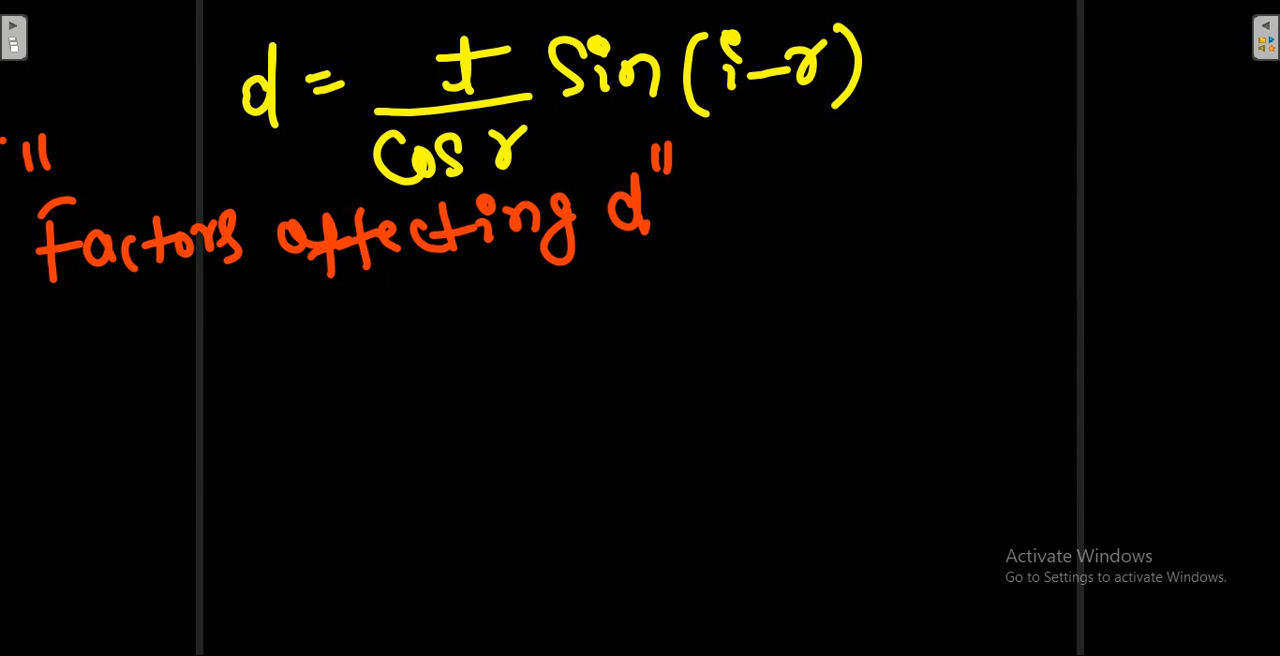 d = t/Cos r Sin (i-r)
"Factors affecting d"
Activate Windows
Go to Settings to activate Windows.